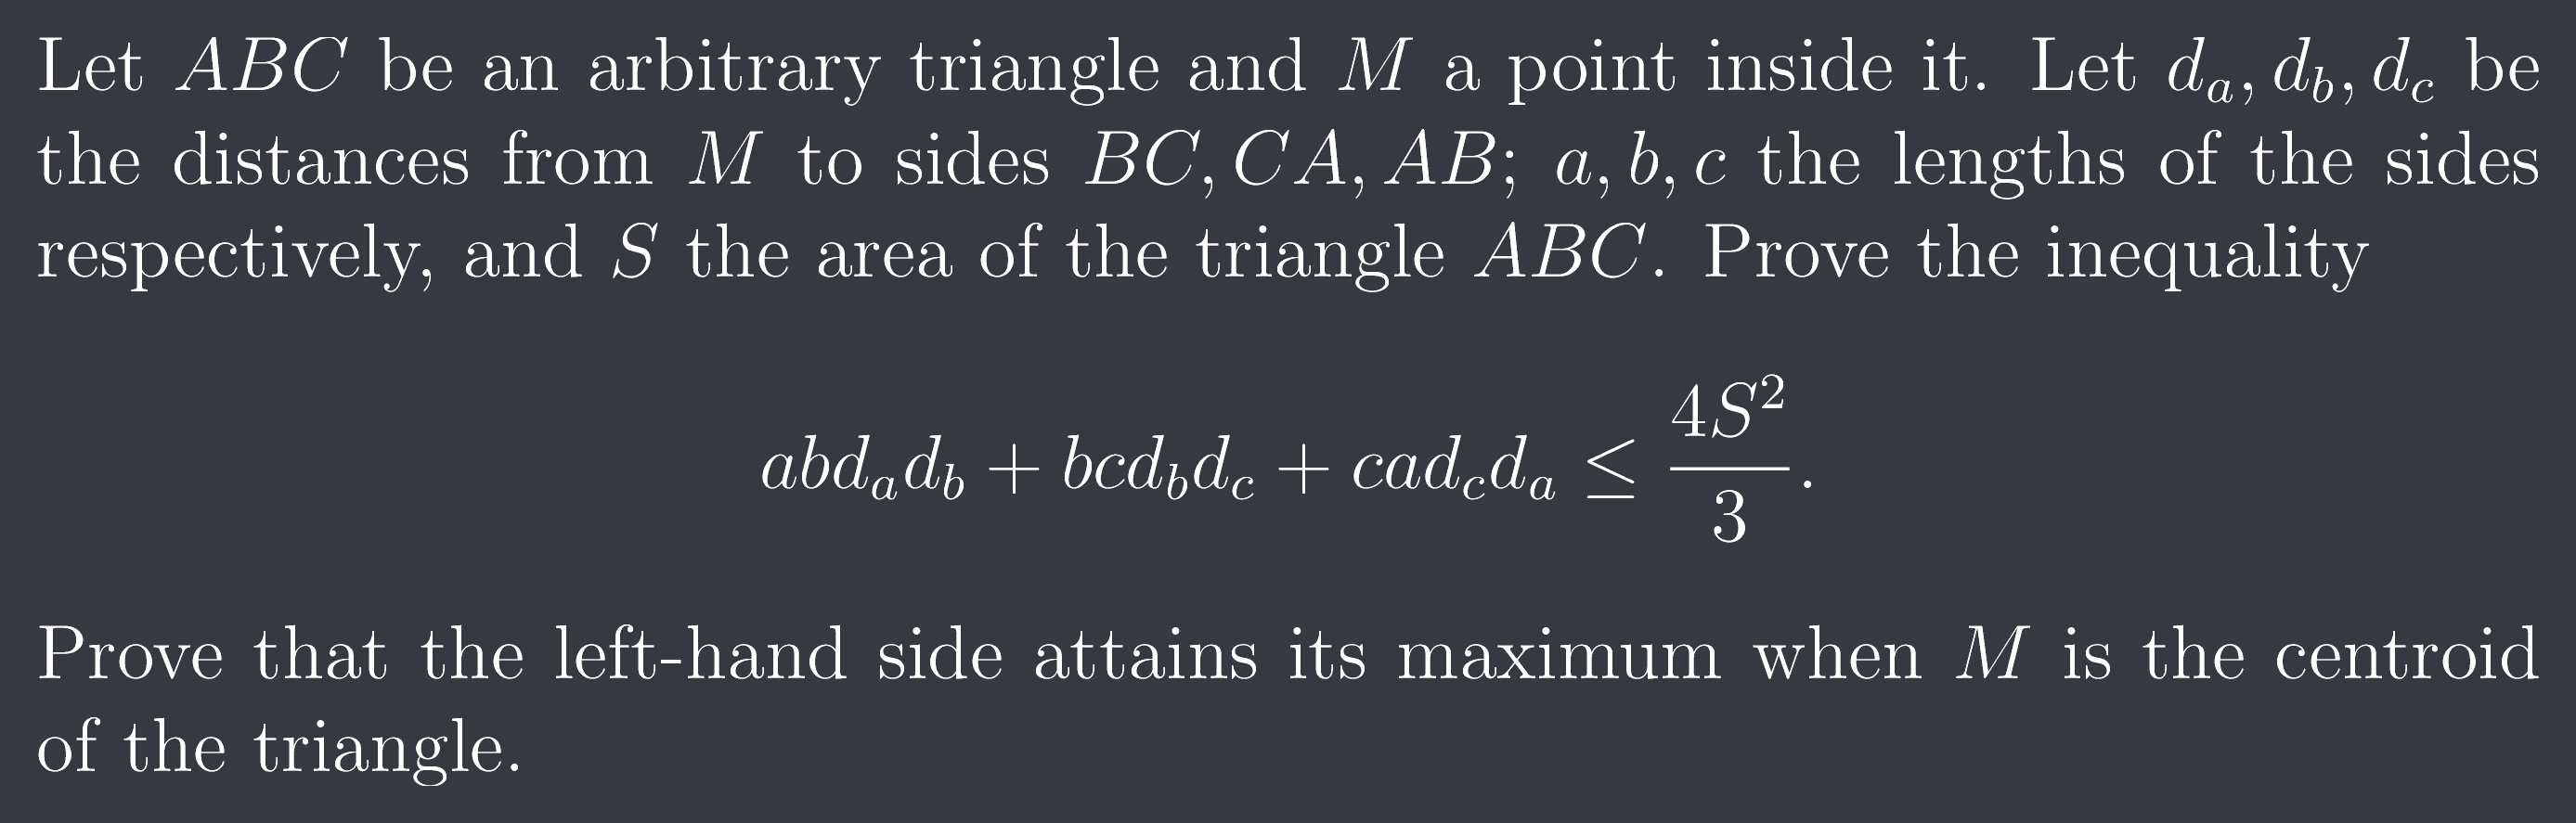 Let ABC be an arbitrary triangle and M a point inside it. Let d_a, d_b, d_c be
the distances from M to sides BC, CA, AB; a, b, c the lengths of the sides
respectively, and S the area of the triangle ABC. Prove the inequality
abd_ad_b + bcd_bd_c + cad_cd_a ≤ \frac{4S^2}{3}.
Prove that the left-hand side attains its maximum when M is the centroid
of the triangle.